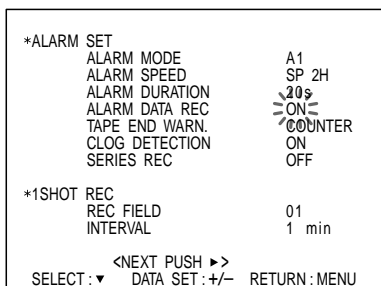 *ALARM SET
ALARM MODE A1
ALARM SPEED SP 2H
ALARM DURATION 20s
ALARM DATA REC ON
TAPE END WARN. COUNTER
CLOG DETECTION ON
SERIES REC OFF
*1SHOT REC
REC FIELD 01
INTERVAL 1 min
<NEXT PUSH ►>
SELECT:▼ DATA SET:+/– RETURN:MENU